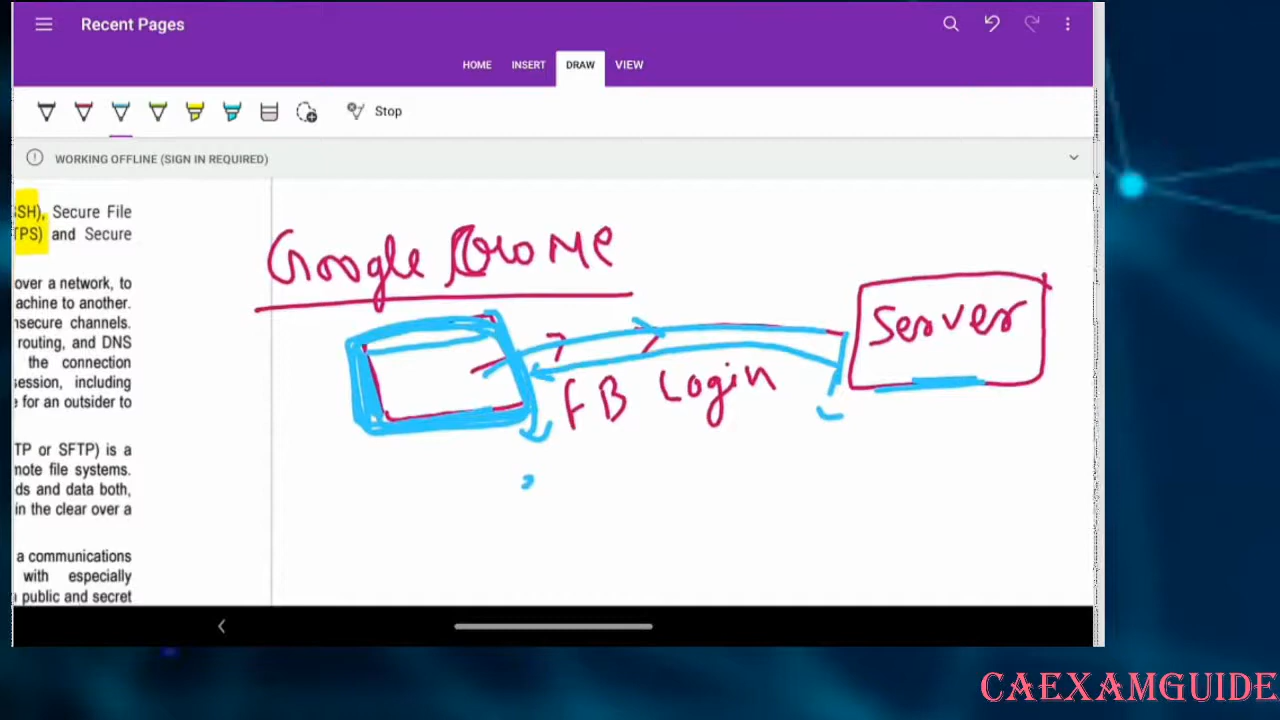 Recent Pages
HOME INSERT DRAW VIEW
Stop
WORKING OFFLINE (SIGN IN REQUIRED)
SH), Secure File
TPS) and Secure
over a network, to
achine to another.
nsecure channels.
routing, and DNS
the connection
session, including
for an outsider to
TP or SFTP) is a
mote file systems.
ds and data both,
in the clear over a
a communications
with especially
public and secret
Google
Server
FB Login
CAEXAMGUIDE